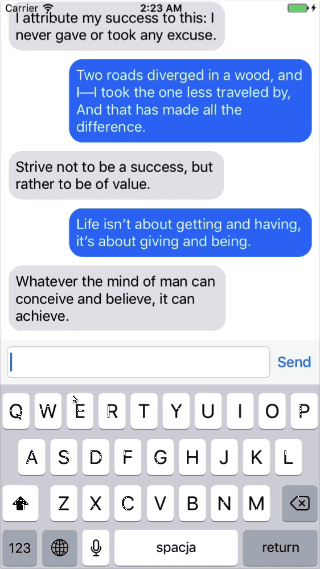 Carrier 2:23 AM
I attribute my success to this: I
never gave or took any excuse.
Two roads diverged in a wood, and
I—I took the one less traveled by,
And that has made all the
difference.
Strive not to be a success, but
rather to be of value.
Life isn’t about getting and having,
it’s about giving and being.
Whatever the mind of man can
conceive and believe, it can
achieve.
Send
Q W E R T Y U I O P
A S D F G H J K L
Z X C V B N M
123 spacja return